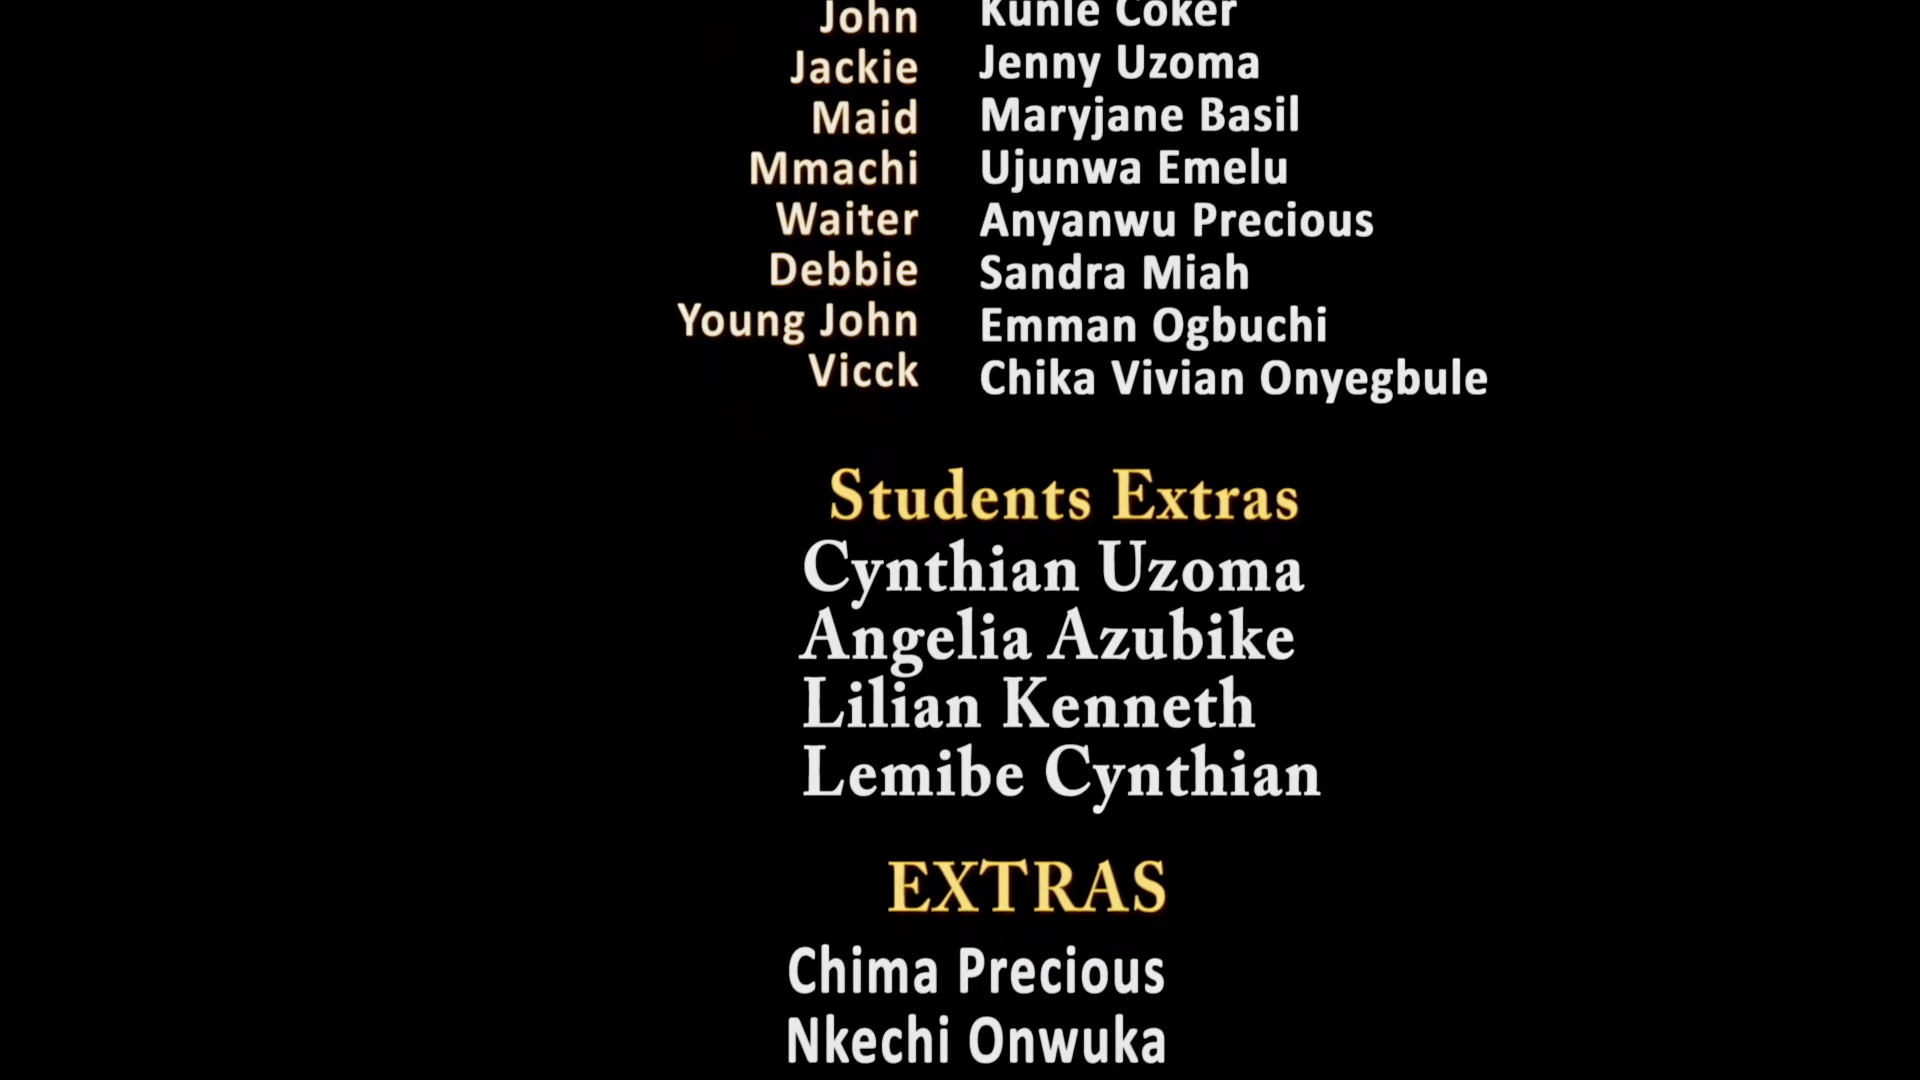 John Kunle Coker
Jackie Jenny Uzoma
Maid Maryjane Basil
Mmachi Ujunwa Emelu
Waiter Anyanwu Precious
Debbie Sandra Miah
Young John Emman Ogbuchi
Vicck Chika Vivian Onyegbule
Students Extras
Cynthian Uzoma
Angelia Azubike
Lilian Kenneth
Lemibe Cynthian
EXTRAS
Chima Precious
Nkechi Onwuka